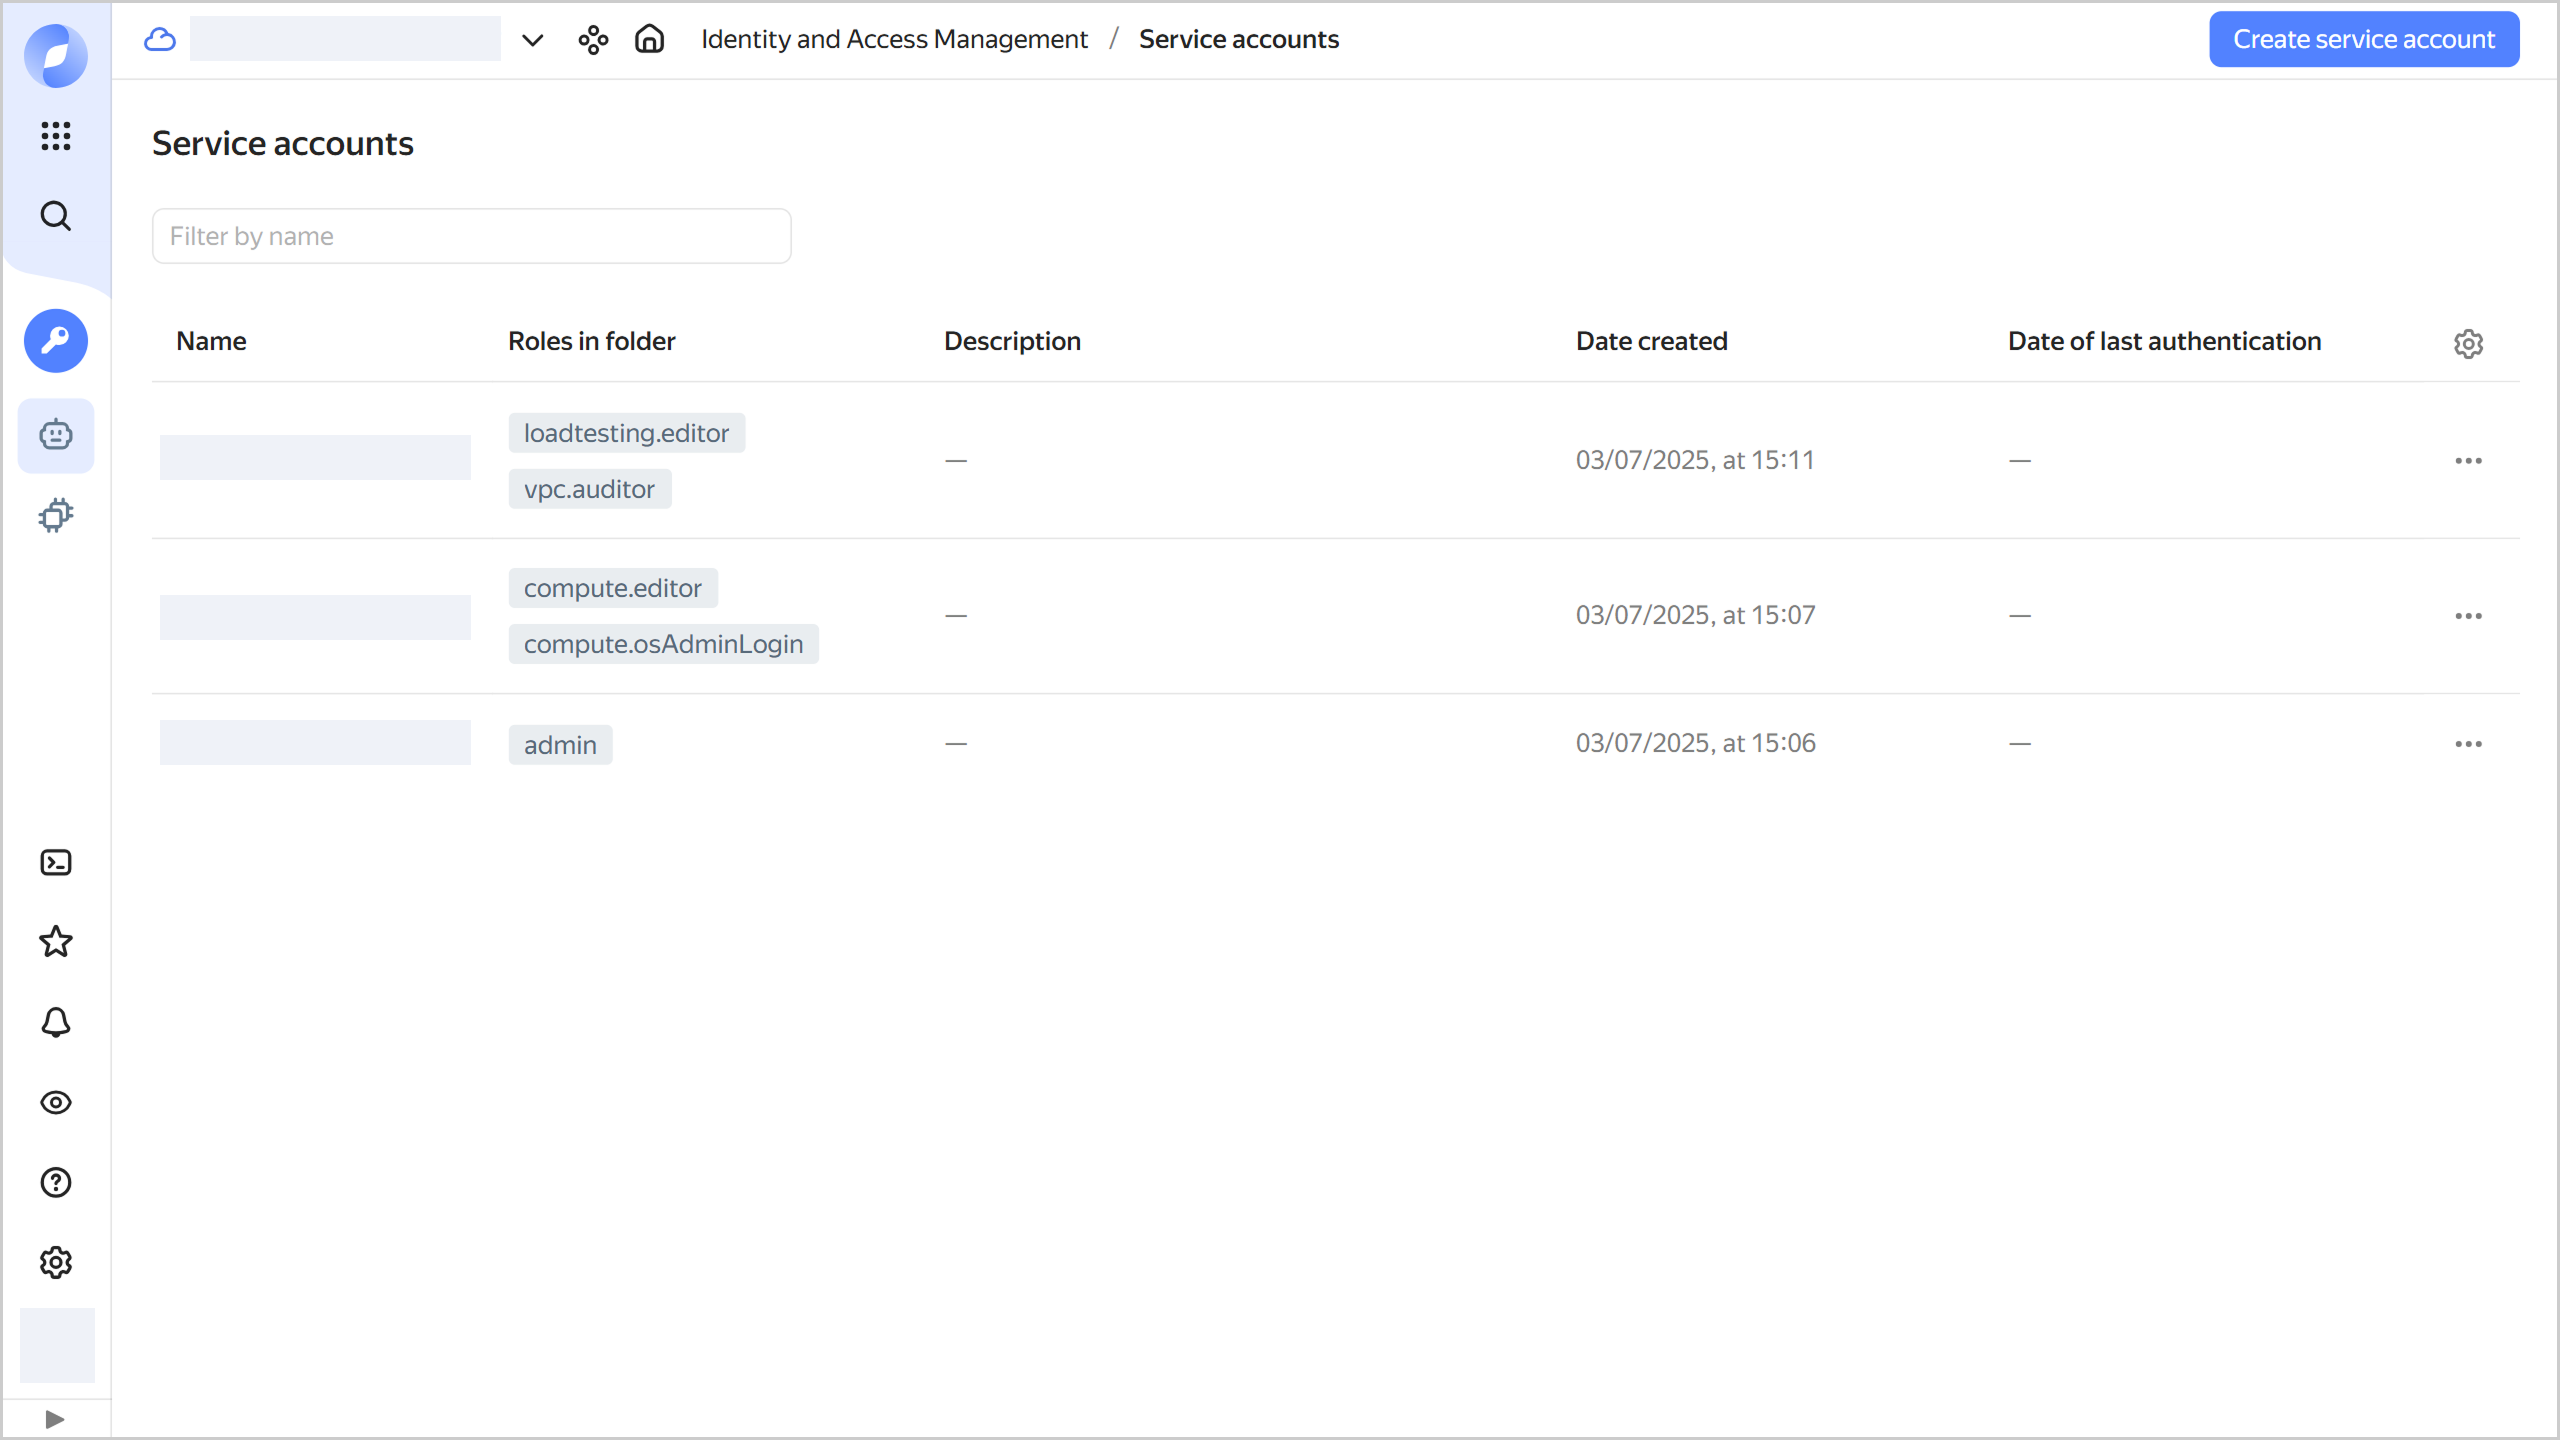 Identity and Access Management / Service accounts
Create service account
Service accounts
Filter by name
Name Roles in folder Description Date created Date of last authentication
loadtesting.editor
vpc.auditor
— 03/07/2025, at 15:11 —
compute.editor
compute.osAdminLogin
— 03/07/2025, at 15:07 —
admin — 03/07/2025, at 15:06 —